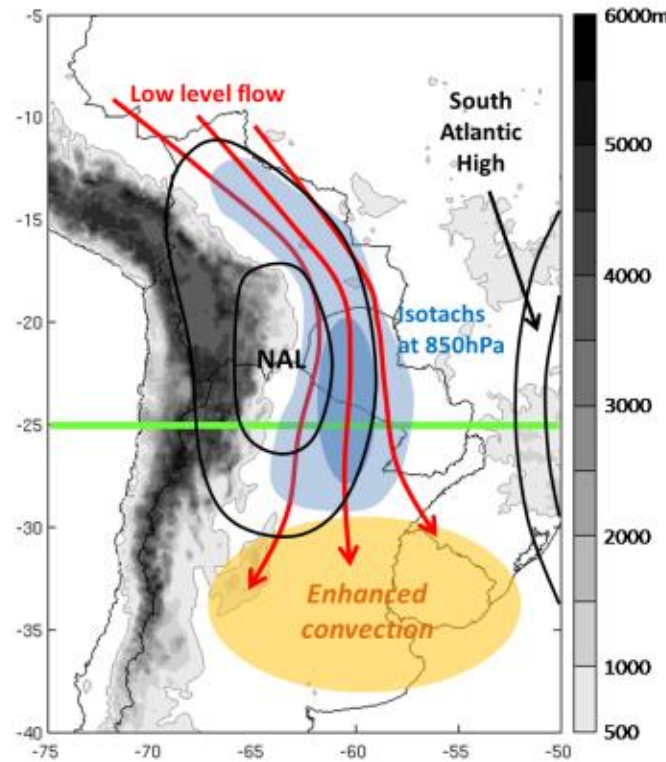 -5
-10
-15
-20
-25
-30
-35
-40
-75
-70
-65
-60
-55
-50
Low level flow
South
Atlantic
High
Isotachs
at 850hPa
NAL
Enhanced
convection
6000m
5000
4000
3000
2000
1000
500